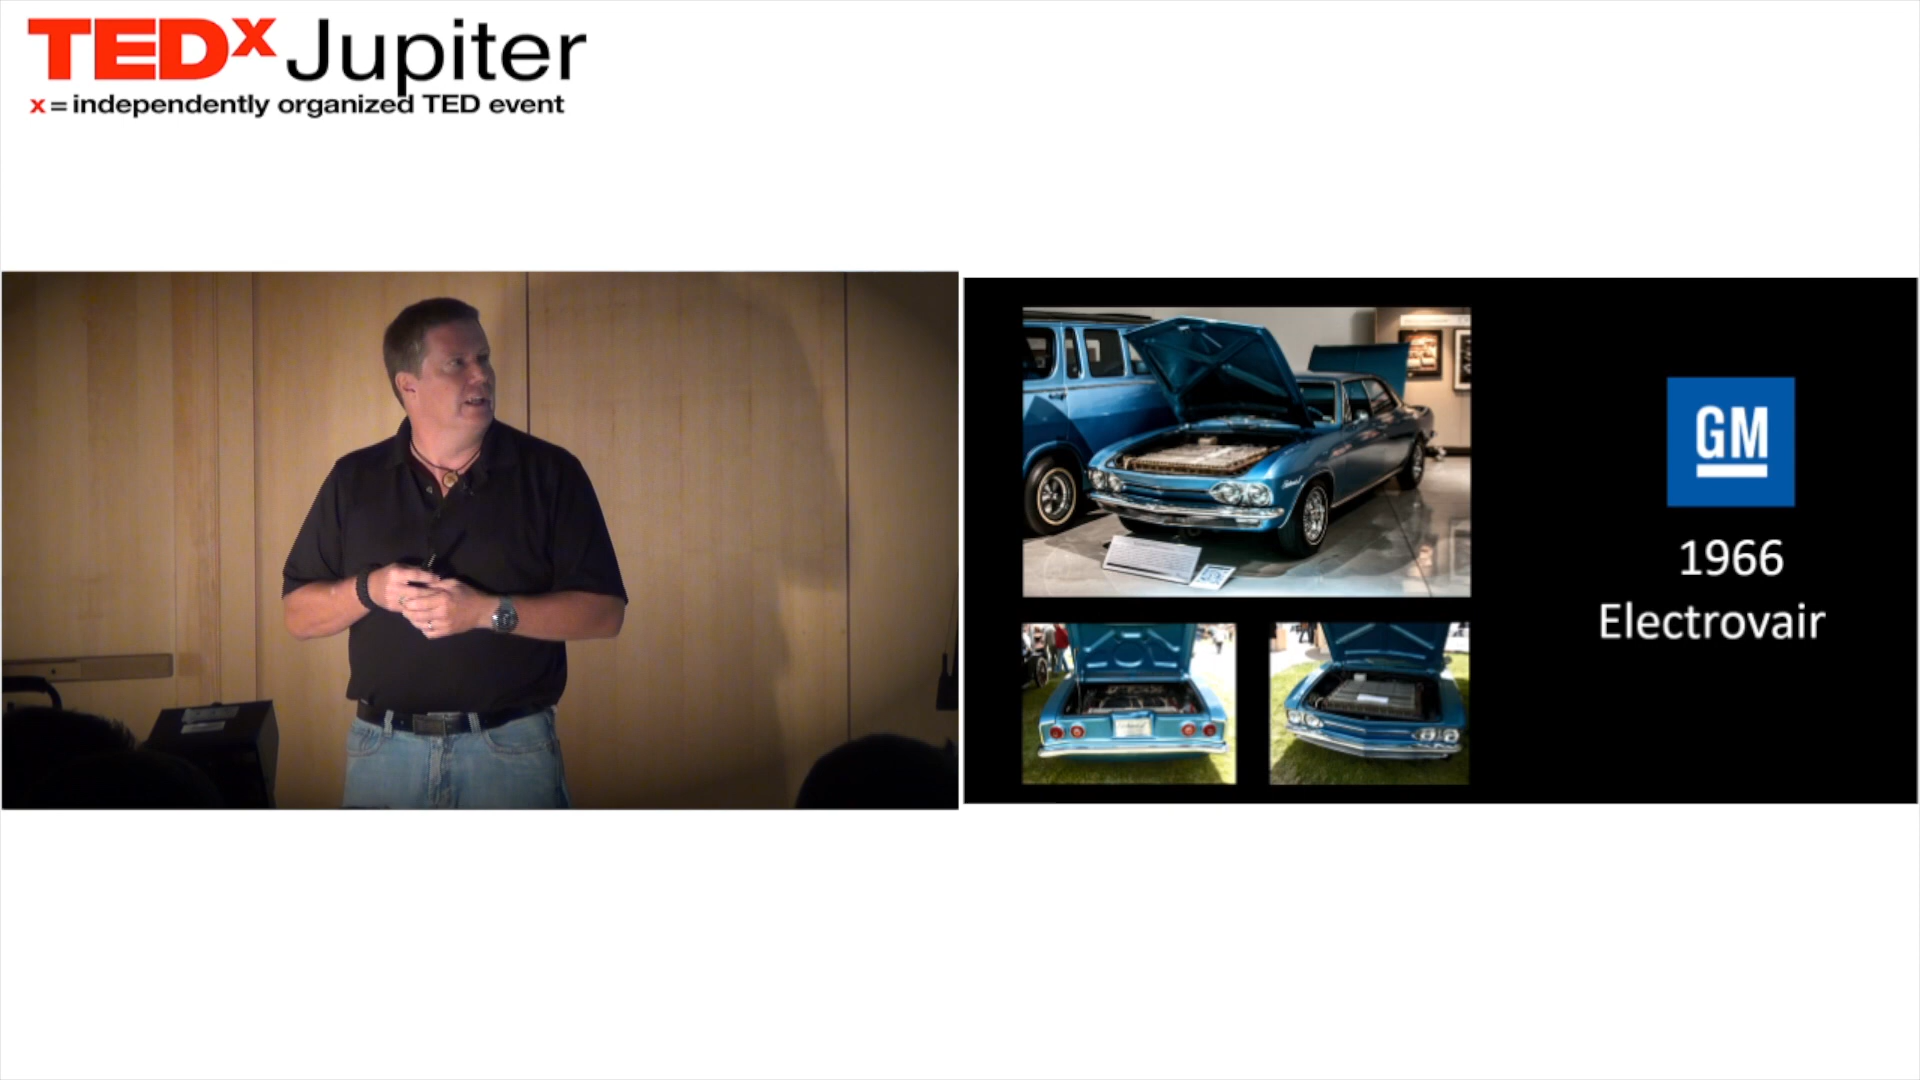 TEDx Jupiter
x = independently organized TED event
GM
1966
Electrovair